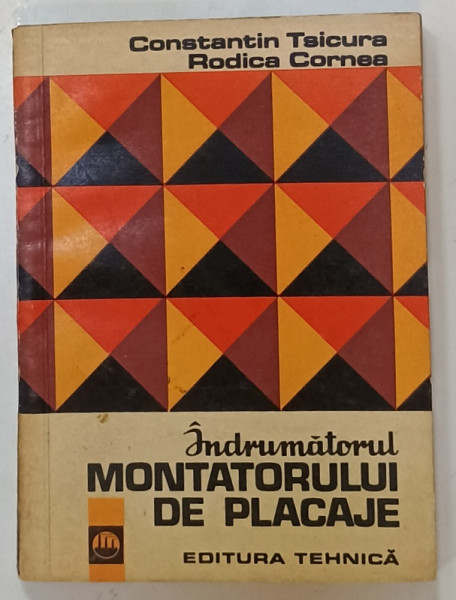 Constantin Tsicura
Rodica Cornea
Îndrumătorul
MONTATORULUI
DE PLACAJE
EDITURA TEHNICĂ